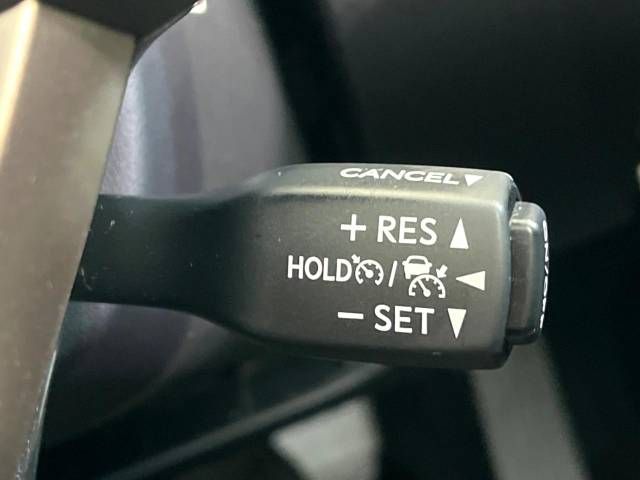 CANCEL▼
+ RES ▲
HOLD / ◀
− SET ▼